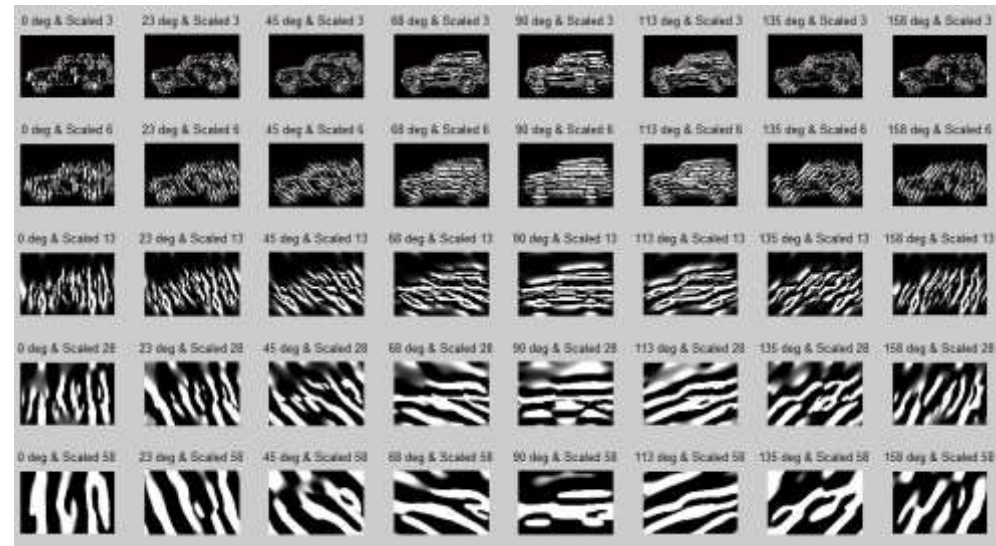 0 deg & Scaled 3 23 deg & Scaled 3 45 deg & Scaled 3 68 deg & Scaled 3 90 deg & Scaled 3 113 deg & Scaled 3 135 deg & Scaled 3 158 deg & Scaled 3
0 deg & Scaled 6 23 deg & Scaled 6 45 deg & Scaled 6 68 deg & Scaled 6 90 deg & Scaled 6 113 deg & Scaled 6 135 deg & Scaled 6 158 deg & Scaled 6
0 deg & Scaled 13 23 deg & Scaled 13 45 deg & Scaled 13 68 deg & Scaled 13 90 deg & Scaled 13 113 deg & Scaled 13 135 deg & Scaled 13 158 deg & Scaled 13
0 deg & Scaled 28 23 deg & Scaled 28 45 deg & Scaled 28 68 deg & Scaled 28 90 deg & Scaled 28 113 deg & Scaled 28 135 deg & Scaled 28 158 deg & Scaled 28
0 deg & Scaled 58 23 deg & Scaled 58 45 deg & Scaled 58 68 deg & Scaled 58 90 deg & Scaled 58 113 deg & Scaled 58 135 deg & Scaled 58 158 deg & Scaled 58